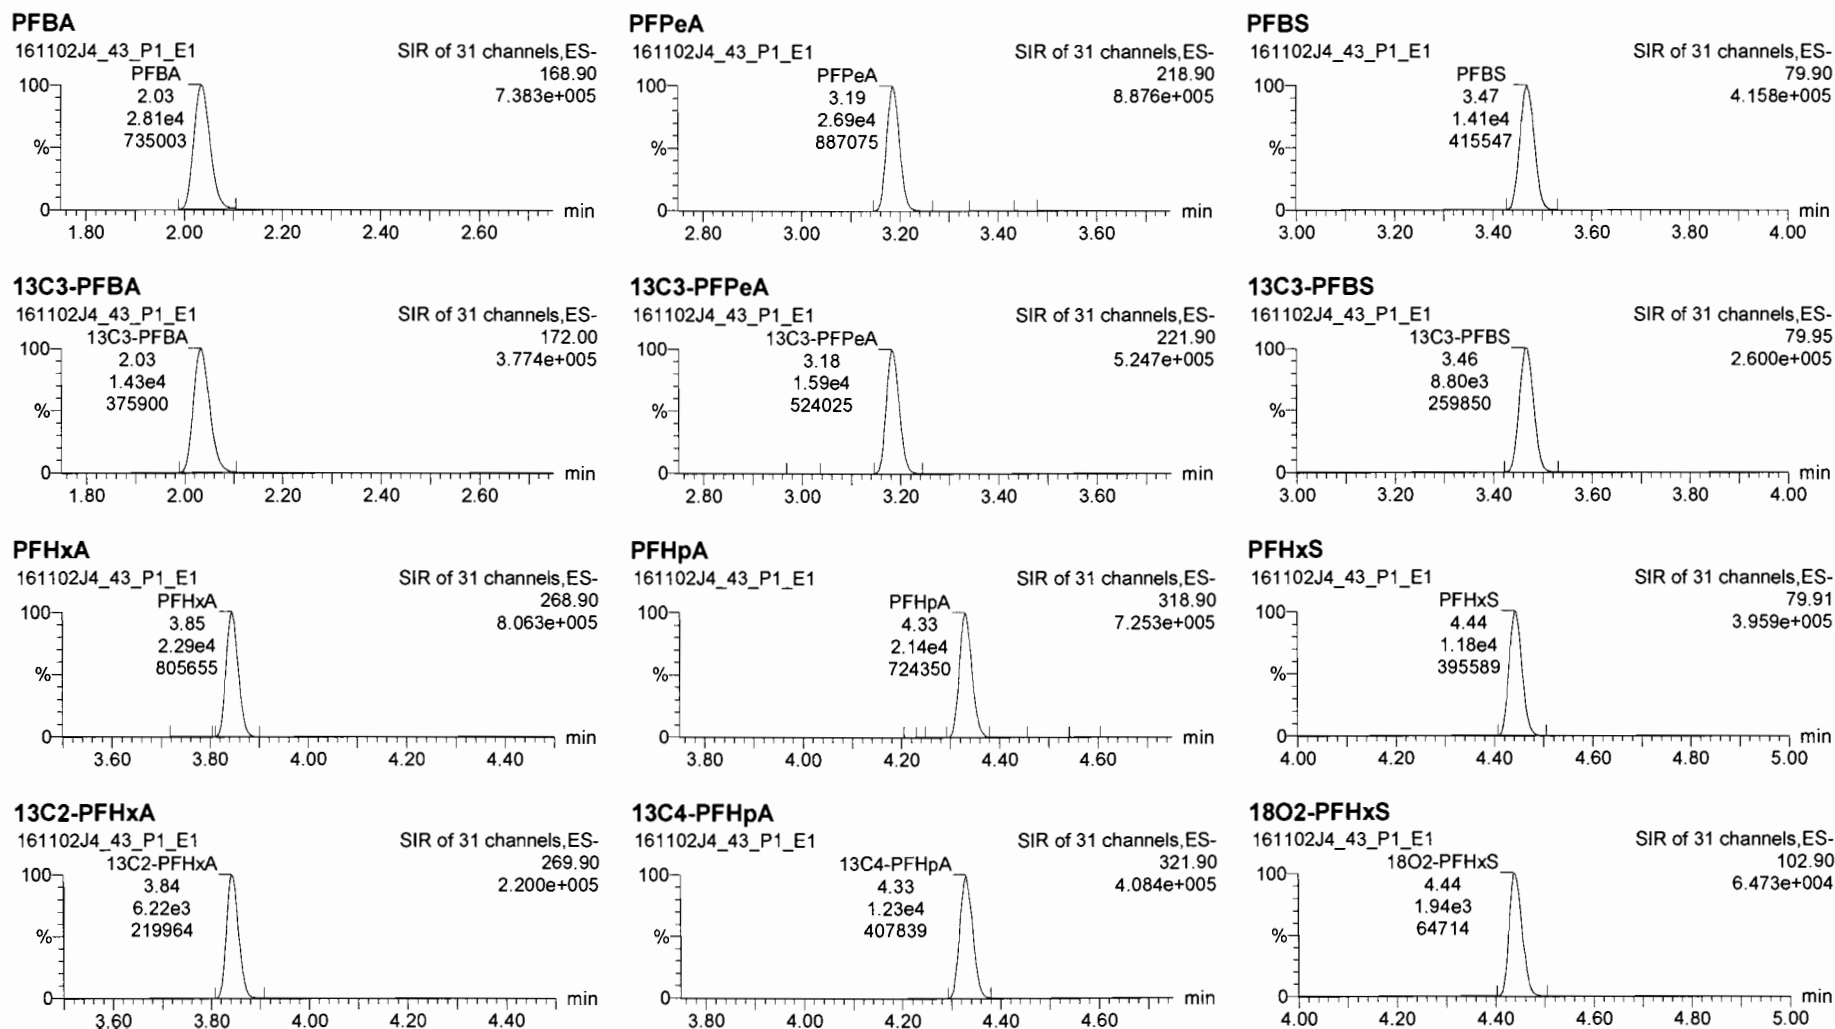 PFBA
161102J4_43_P1_E1 SIR of 31 channels,ES-
PFBA 168.90
2.03 7.383e+005
2.81e4
735003
100
%
0
min
1.80 2.00 2.20 2.40 2.60
PFPeA
161102J4_43_P1_E1 SIR of 31 channels,ES-
PFPeA 218.90
3.19 8.876e+005
2.69e4
887075
100
%
0
min
2.80 3.00 3.20 3.40 3.60
PFBS
161102J4_43_P1_E1 SIR of 31 channels,ES-
PFBS 79.90
3.47 4.158e+005
1.41e4
415547
100
%
0
min
3.00 3.20 3.40 3.60 3.80 4.00
13C3-PFBA
161102J4_43_P1_E1 SIR of 31 channels,ES-
13C3-PFBA 172.00
2.03 3.774e+005
1.43e4
375900
100
%
0
min
1.80 2.00 2.20 2.40 2.60
13C3-PFPeA
161102J4_43_P1_E1 SIR of 31 channels,ES-
13C3-PFPeA 221.90
3.18 5.247e+005
1.59e4
524025
100
%
0
min
2.80 3.00 3.20 3.40 3.60
13C3-PFBS
161102J4_43_P1_E1 SIR of 31 channels,ES-
13C3-PFBS 79.95
3.46 2.600e+005
8.80e3
259850
100
%
0
min
3.00 3.20 3.40 3.60 3.80 4.00
PFHxA
161102J4_43_P1_E1 SIR of 31 channels,ES-
PFHxA 268.90
3.85 8.063e+005
2.29e4
805655
100
%
0
min
3.60 3.80 4.00 4.20 4.40
PFHpA
161102J4_43_P1_E1 SIR of 31 channels,ES-
PFHpA 318.90
4.33 7.253e+005
2.14e4
724350
100
%
0
min
3.80 4.00 4.20 4.40 4.60
PFHxS
161102J4_43_P1_E1 SIR of 31 channels,ES-
PFHxS 79.91
4.44 3.959e+005
1.18e4
395589
100
%
0
min
4.00 4.20 4.40 4.60 4.80 5.00
13C2-PFHxA
161102J4_43_P1_E1 SIR of 31 channels,ES-
13C2-PFHxA 269.90
3.84 2.200e+005
6.22e3
219964
100
%
0
min
3.60 3.80 4.00 4.20 4.40
13C4-PFHpA
161102J4_43_P1_E1 SIR of 31 channels,ES-
13C4-PFHpA 321.90
4.33 4.084e+005
1.23e4
407839
100
%
0
min
3.80 4.00 4.20 4.40 4.60
18O2-PFHxS
161102J4_43_P1_E1 SIR of 31 channels,ES-
18O2-PFHxS 102.90
4.44 6.473e+004
1.94e3
64714
100
%
0
min
4.00 4.20 4.40 4.60 4.80 5.00